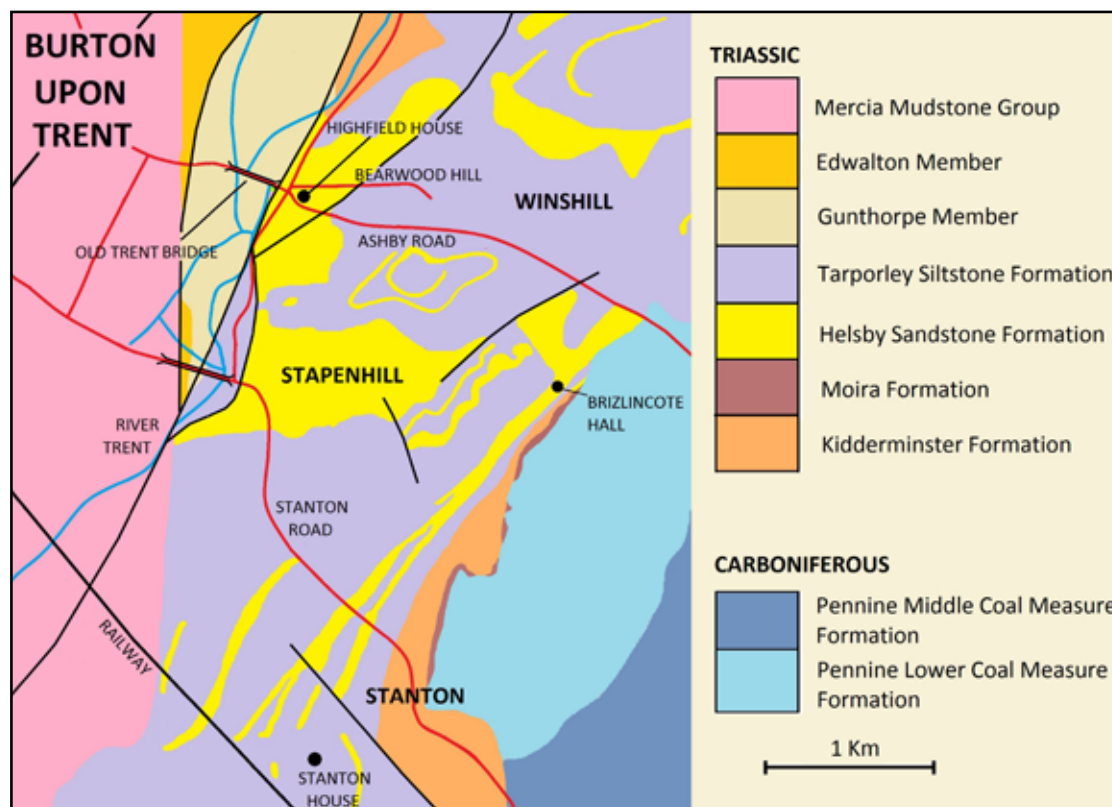 BURTON
UPON
TRENT
HIGHFIELD HOUSE
BEARWOOD HILL
WINSHILL
OLD TRENT BRIDGE
ASHBY ROAD
STAPENHILL
BRIZLINCOTE
HALL
RIVER
TRENT
STANTON
ROAD
RAILWAY
STANTON
STANTON
HOUSE
TRIASSIC
Mercia Mudstone Group
Edwalton Member
Gunthorpe Member
Tarporley Siltstone Formation
Helsby Sandstone Formation
Moira Formation
Kidderminster Formation
CARBONIFEROUS
Pennine Middle Coal Measure
Formation
Pennine Lower Coal Measure
Formation
1 Km